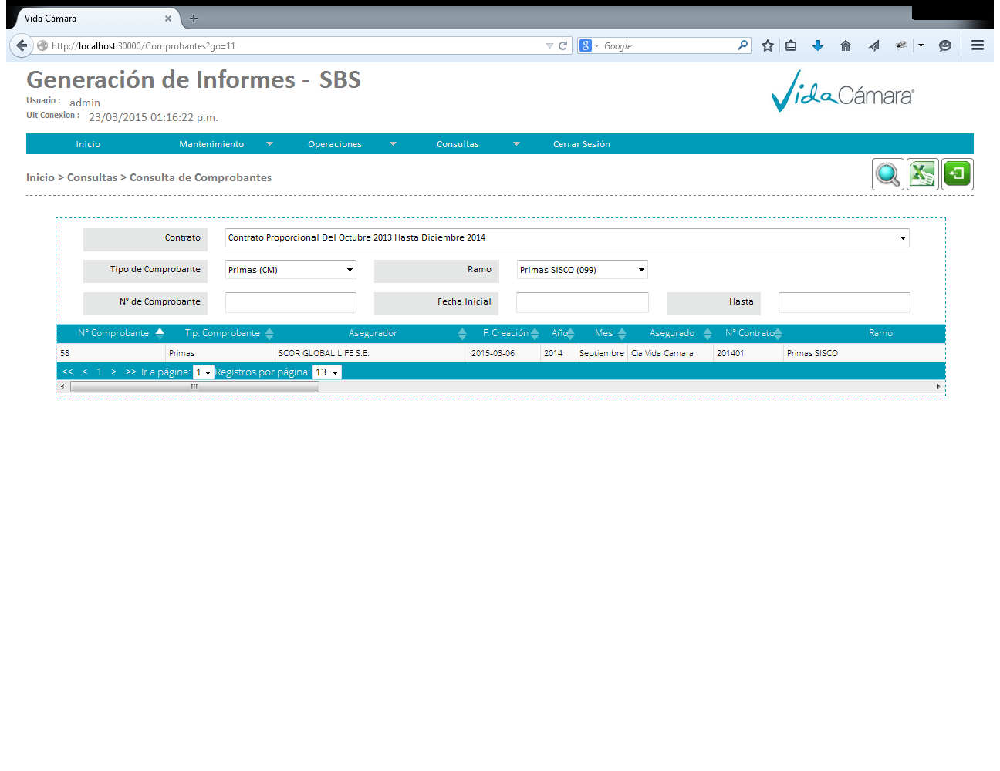 Vida Cámara
http://localhost:30000/Comprobantes?go=11
Google
Generación de Informes - SBS
Usuario : admin
Ult Conexion : 23/03/2015 01:16:22 p.m.
Vida Cámara
Inicio Mantenimiento Operaciones Consultas Cerrar Sesión
Inicio > Consultas > Consulta de Comprobantes
Contrato Contrato Proporcional Del Octubre 2013 Hasta Diciembre 2014
Tipo de Comprobante Primas (CM) Ramo Primas SISCO (099)
N° de Comprobante Fecha Inicial Hasta
N° Comprobante Tip. Comprobante Asegurador F. Creación Año Mes Asegurado N° Contrato Ramo
58 Primas SCOR GLOBAL LIFE S.E. 2015-03-06 2014 Septiembre Cia Vida Camara 201401 Primas SISCO
<< < 1 > >> Ir a página: 1 Registros por página: 13